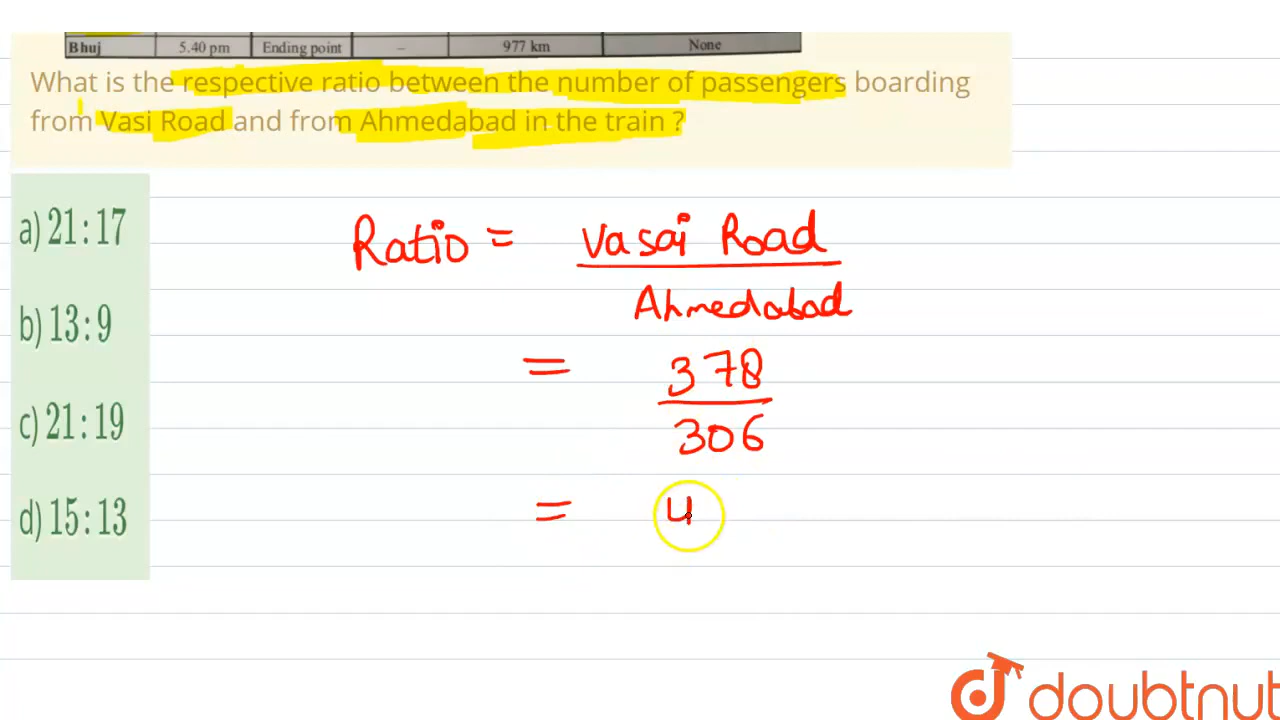 Bhuj 5.40 pm Ending point – 977 km None
What is the respective ratio between the number of passengers boarding
from Vasi Road and from Ahmedabad in the train ?
a) 21:17
b) 13:9
c) 21:19
d) 15:13
Ratio = Vasai Road
Ahmedabad
= 378
306
= 4
doubtnut